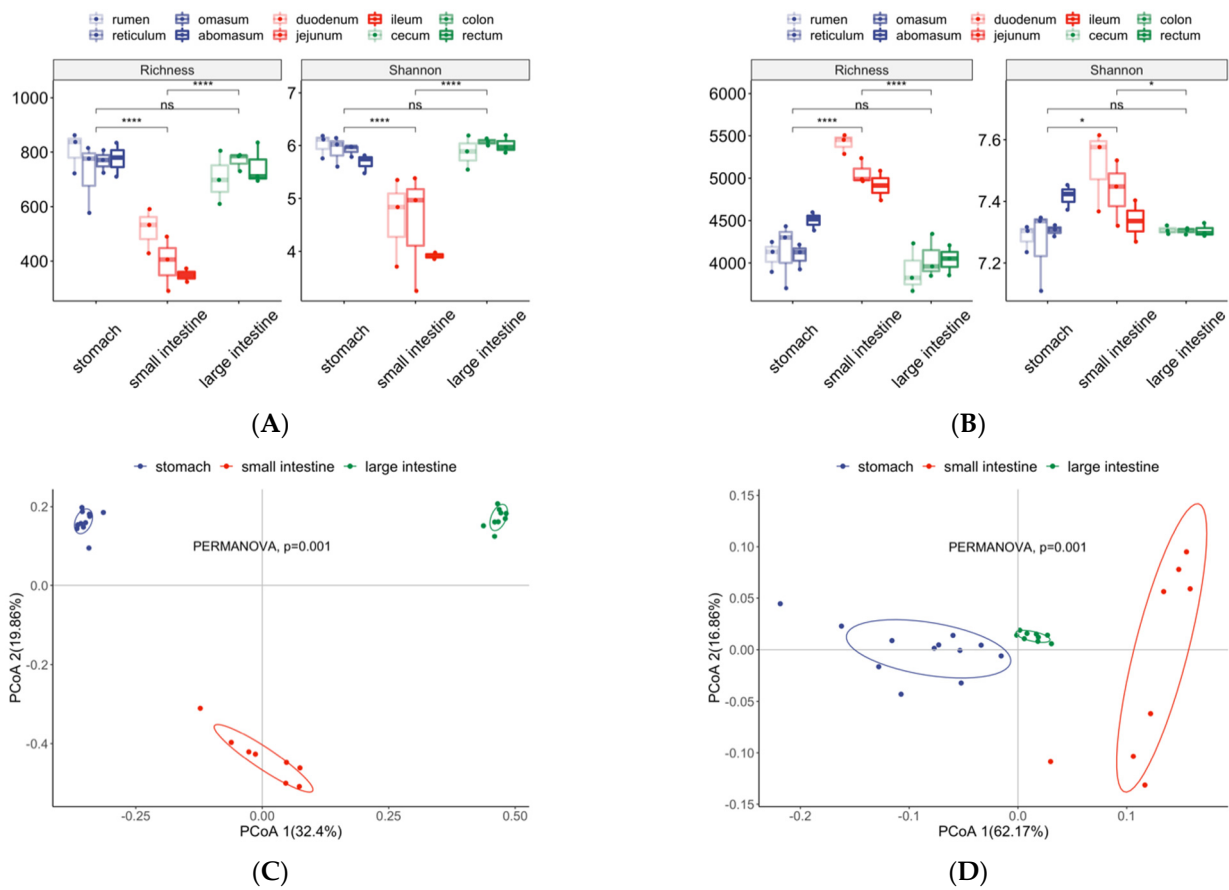 rumen omasum duodenum ileum colon
reticulum abomasum jejunum cecum rectum
Richness Shannon
**** ****
ns ns
**** ****
1000
800
600
400
7
6
5
4
stomach
small intestine
large intestine
stomach
small intestine
large intestine
(A)
rumen omasum duodenum ileum colon
reticulum abomasum jejunum cecum rectum
Richness Shannon
**** *
ns ns
**** *
6000
5500
5000
4500
4000
7.6
7.4
7.2
stomach
small intestine
large intestine
stomach
small intestine
large intestine
(B)
stomach small intestine large intestine
PERMANOVA, p=0.001
PCoA 2(19.86%)
0.2
0.0
-0.2
-0.4
-0.25 0.00 0.25 0.50
PCoA 1(32.4%)
(C)
stomach small intestine large intestine
PERMANOVA, p=0.001
PCoA 2(16.86%)
0.15
0.10
0.05
0.00
-0.05
-0.10
-0.15
-0.2 -0.1 0.0 0.1
PCoA 1(62.17%)
(D)